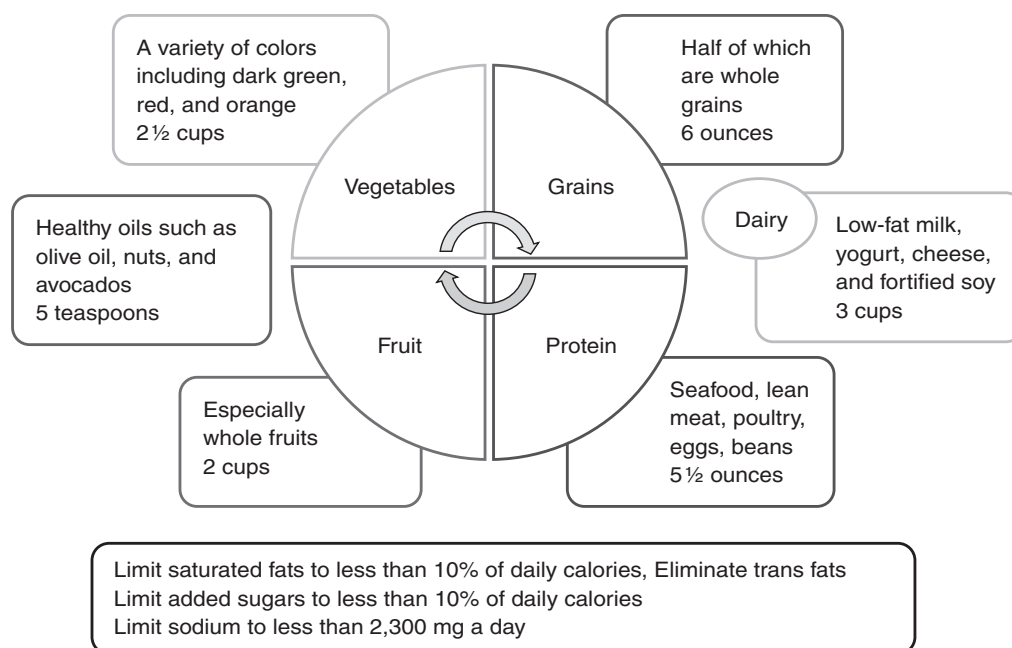 A variety of colors
including dark green,
red, and orange
2½ cups
Half of which
are whole
grains
6 ounces
Vegetables
Grains
Dairy
Low-fat milk,
yogurt, cheese,
and fortified soy
3 cups
Healthy oils such as
olive oil, nuts, and
avocados
5 teaspoons
Fruit
Protein
Especially
whole fruits
2 cups
Seafood, lean
meat, poultry,
eggs, beans
5½ ounces
Limit saturated fats to less than 10% of daily calories, Eliminate trans fats
Limit added sugars to less than 10% of daily calories
Limit sodium to less than 2,300 mg a day